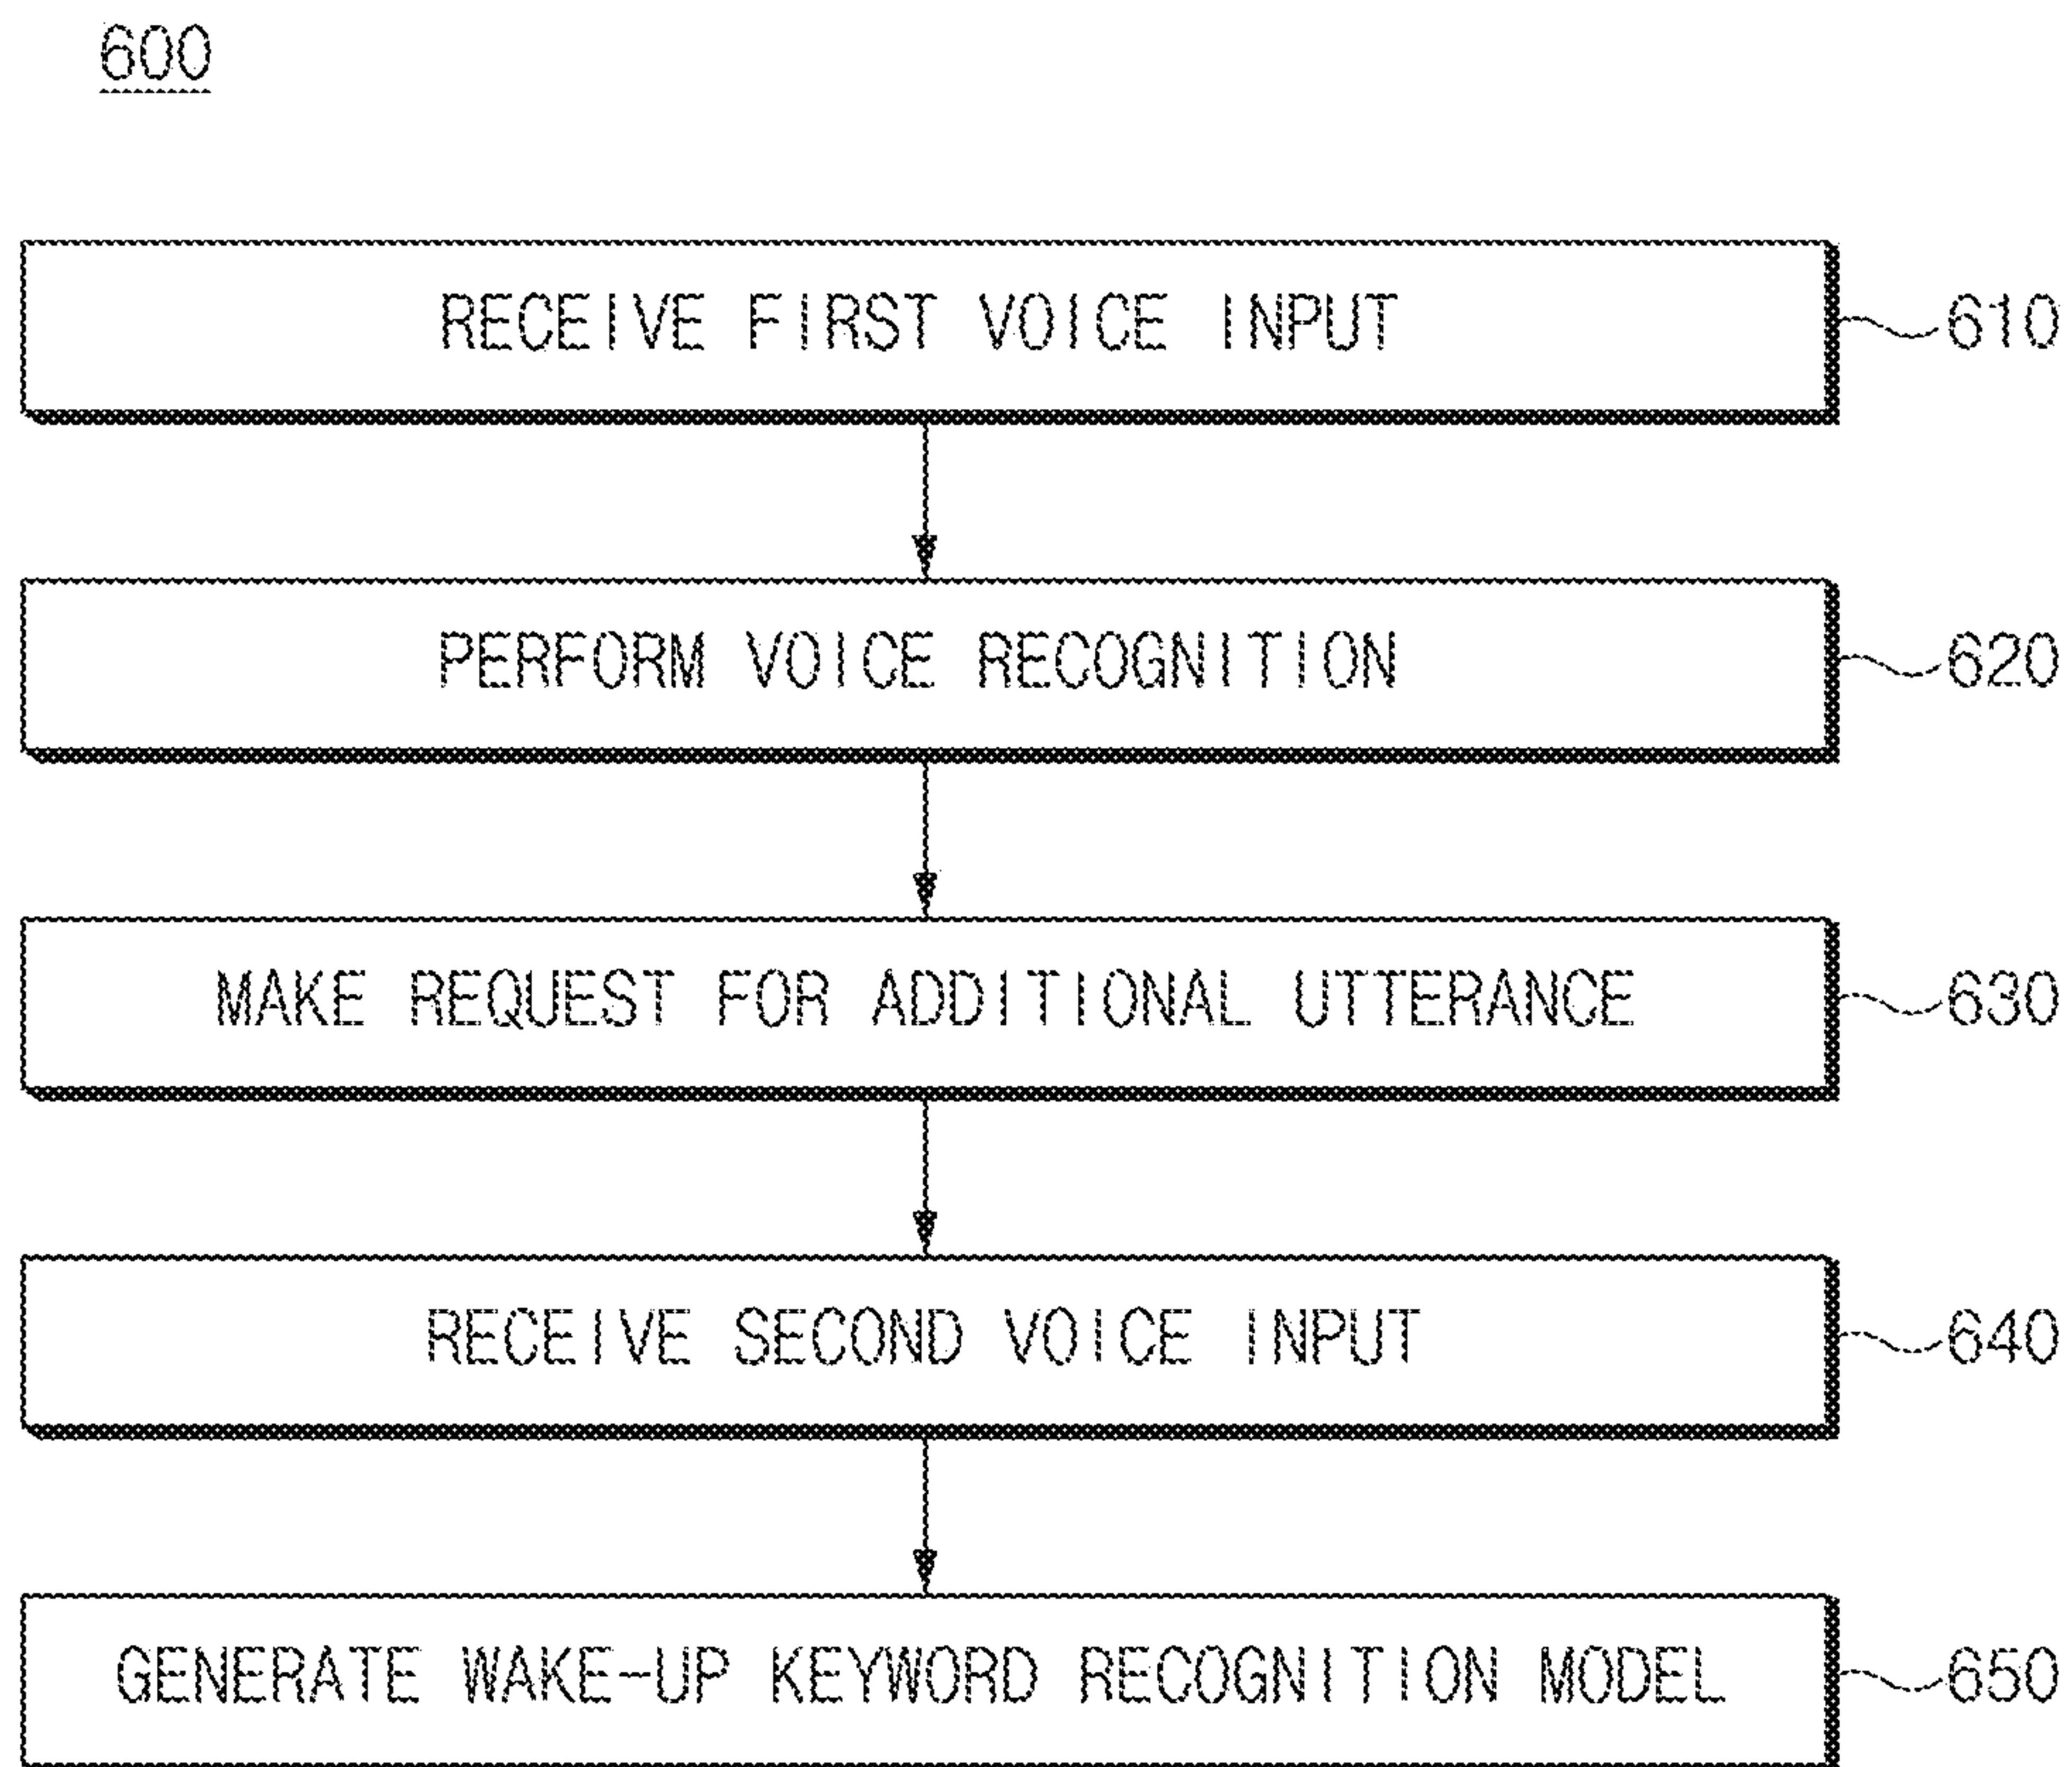 600
RECEIVE FIRST VOICE INPUT 610
PERFORM VOICE RECOGNITION 620
MAKE REQUEST FOR ADDITIONAL UTTERANCE 630
RECEIVE SECOND VOICE INPUT 640
GENERATE WAKE-UP KEYWORD RECOGNITION MODEL 650